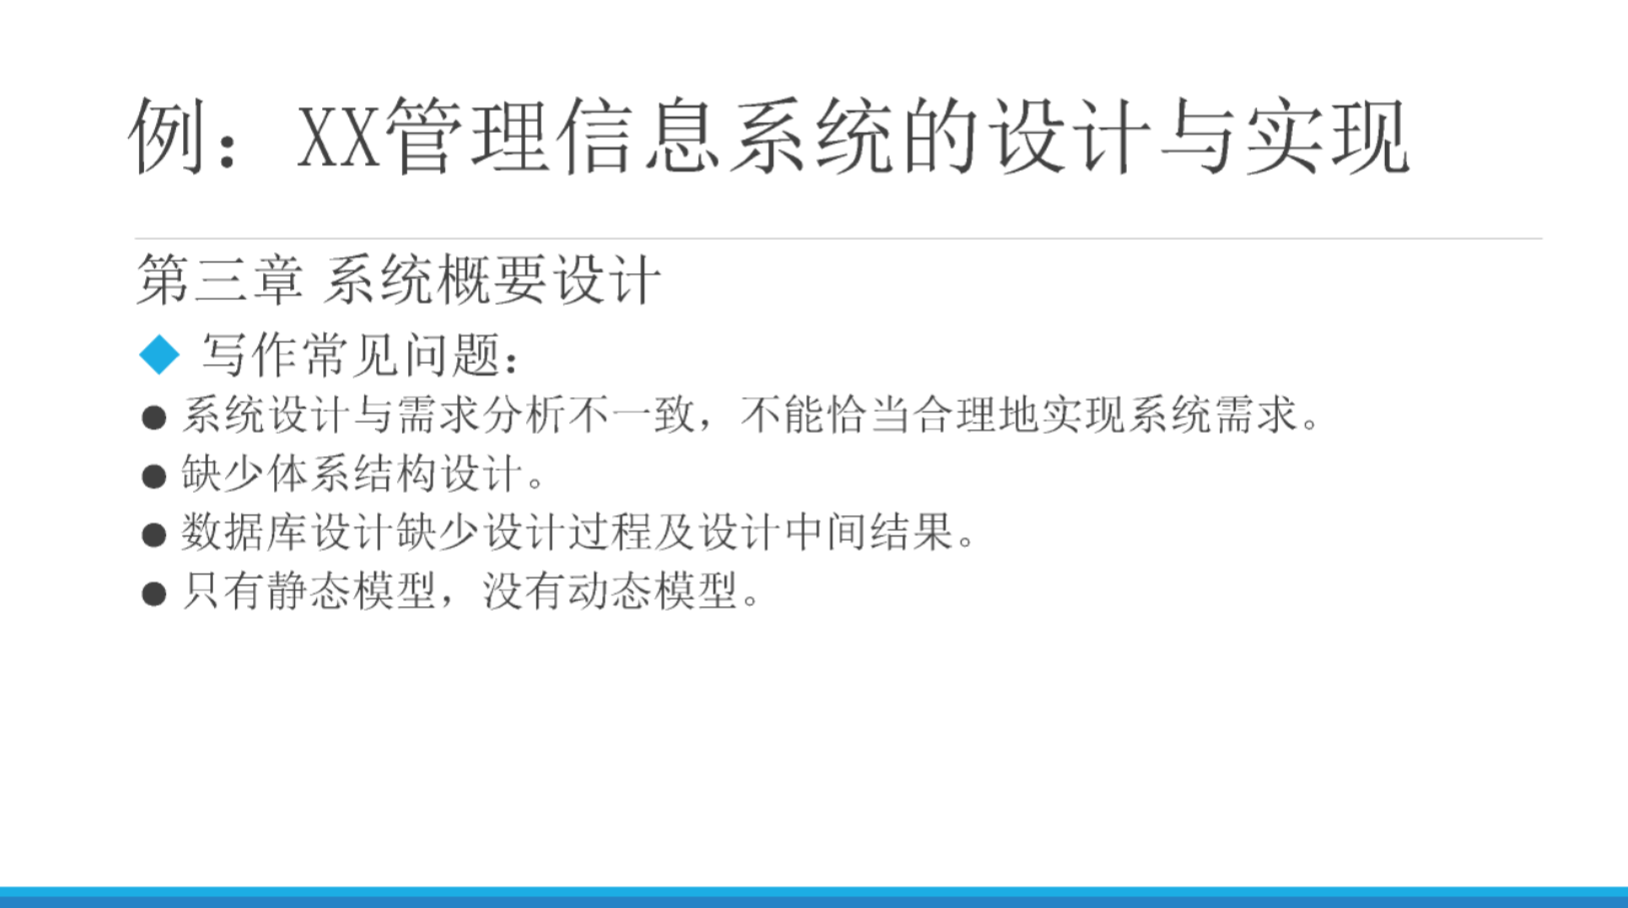 例：XX管理信息系统的设计与实现
第三章 系统概要设计
◆ 写作常见问题：
● 系统设计与需求分析不一致，不能恰当合理地实现系统需求。
● 缺少体系结构设计。
● 数据库设计缺少设计过程及设计中间结果。
● 只有静态模型，没有动态模型。